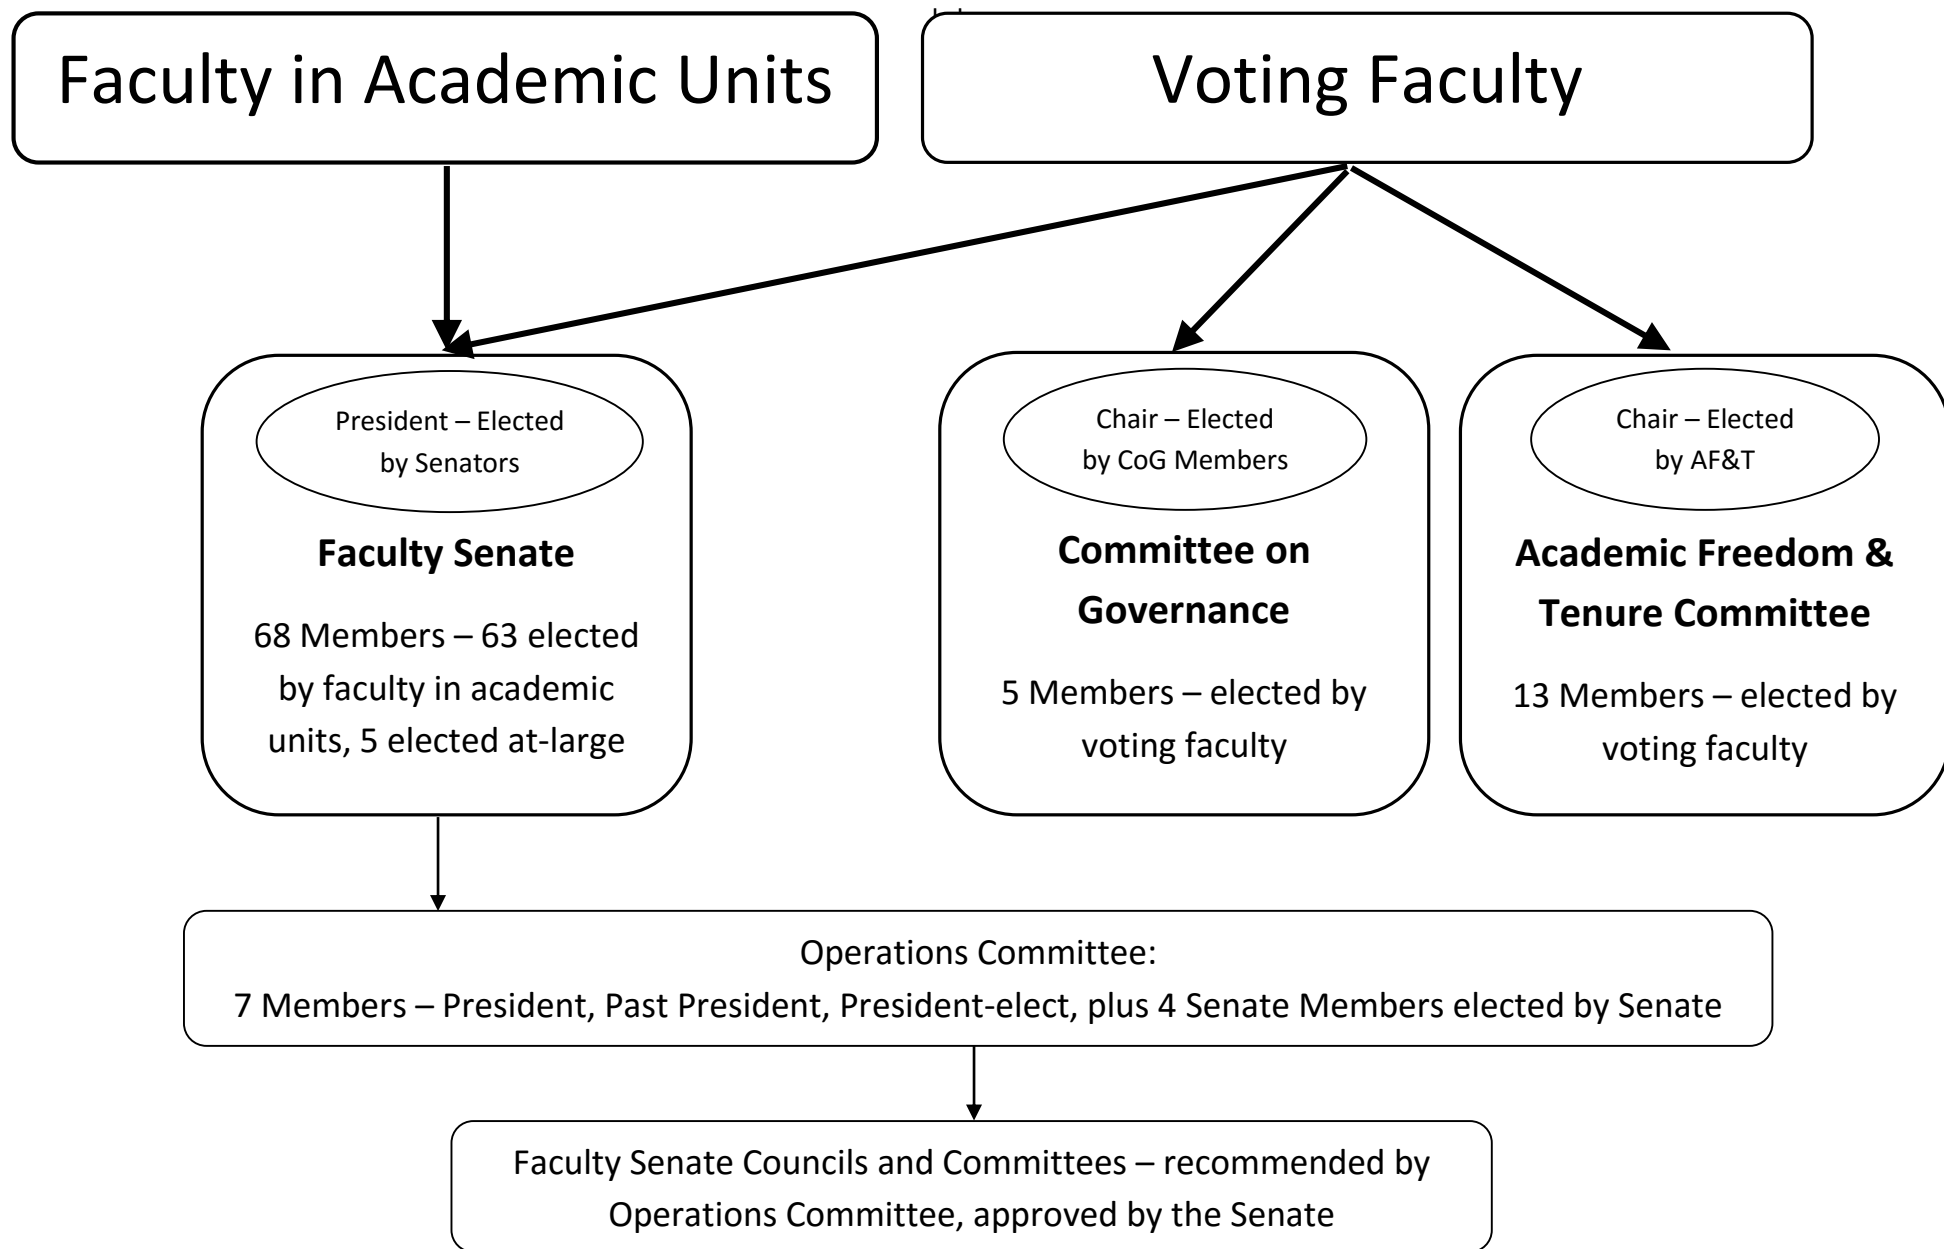 Faculty in Academic Units
Voting Faculty
President – Elected
by Senators
Faculty Senate
68 Members – 63 elected
by faculty in academic
units, 5 elected at-large
Chair – Elected
by CoG Members
Committee on
Governance
5 Members – elected by
voting faculty
Chair – Elected
by AF&T
Academic Freedom &
Tenure Committee
13 Members – elected by
voting faculty
Operations Committee:
7 Members – President, Past President, President-elect, plus 4 Senate Members elected by Senate
Faculty Senate Councils and Committees – recommended by
Operations Committee, approved by the Senate